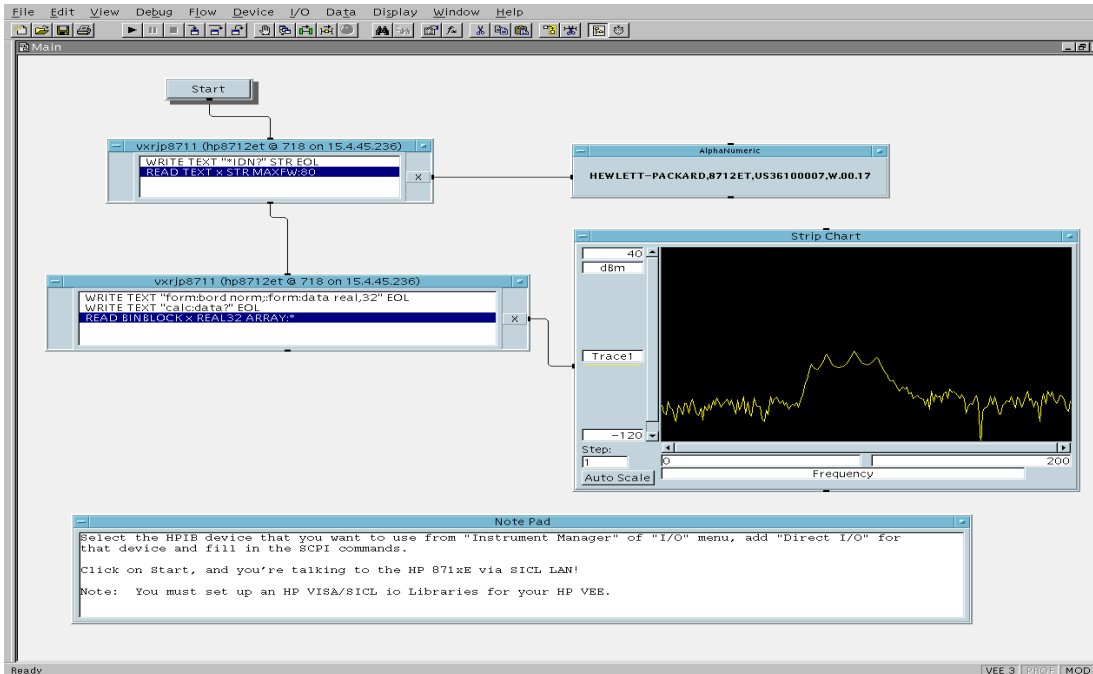 File Edit View Debug Flow Device I/O Data Display Window Help
Main
Start
vxrjp8711 (hp8712et @ 718 on 15.4.45.236)
WRITE TEXT "*IDN?" STR EOL
READ TEXT x STR MAXFW:80
X
AlphaNumeric
HEWLETT-PACKARD,8712ET,US36100007,W.00.17
vxrjp8711 (hp8712et @ 718 on 15.4.45.236)
WRITE TEXT "form:bord norm;:form:data real,32" EOL
WRITE TEXT "calc:data?" EOL
READ BINBLOCK x REAL32 ARRAY:*
X
Strip Chart
40
dBm
Trace1
-120
Step:
1
Auto Scale
0
200
Frequency
Note Pad
Select the HPIB device that you want to use from "Instrument Manager" of "I/O" menu, add "Direct I/O" for
that device and fill in the SCPI commands.
Click on Start, and you're talking to the HP 871xE via SICL LAN!
Note: You must set up an HP VISA/SICL io Libraries for your HP VEE.
Ready
VEE 3 PROF MOD